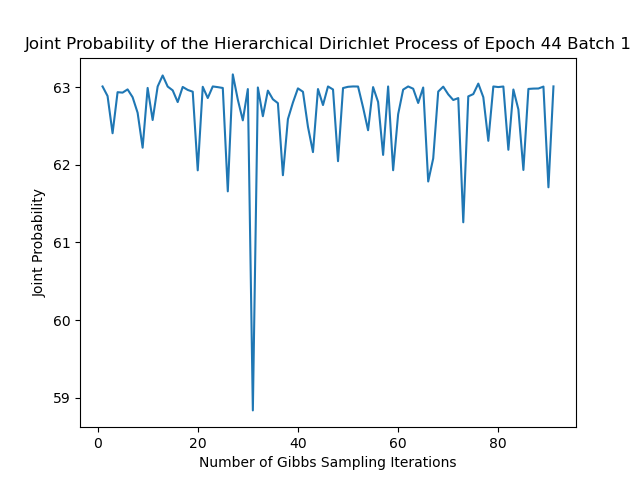 Joint Probability of the Hierarchical Dirichlet Process of Epoch 44 Batch 1
63
62
61
60
59
Joint Probability
0 20 40 60 80
Number of Gibbs Sampling Iterations